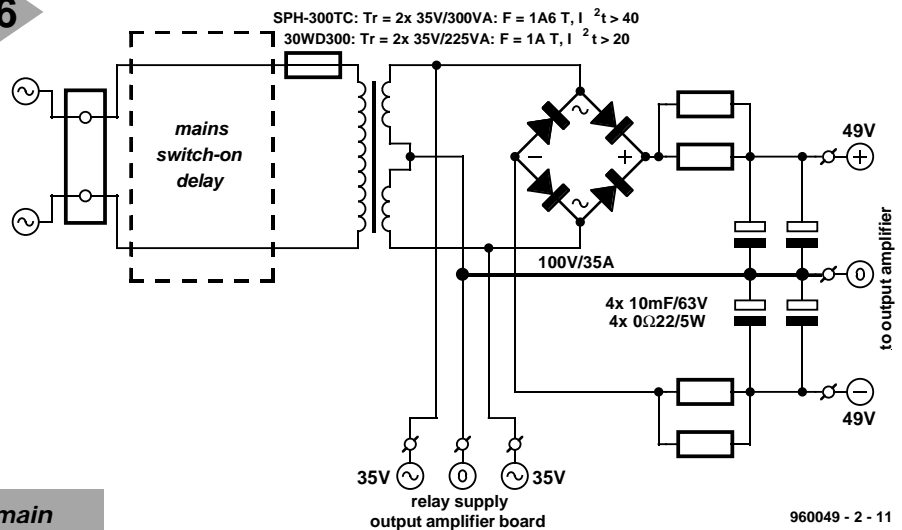 6
SPH-300TC: Tr = 2x 35V/300VA: F = 1A6 T, I 2t > 40
30WD300: Tr = 2x 35V/225VA: F = 1A T, I 2 t > 20
mains
switch-on
delay
~
~
~
−
+
~
49V
+
100V/35A
0
4x 10mF/63V
4x 0Ω22/5W
to output amplifier
−
49V
35V
~
0
~
35V
relay supply
output amplifier board
main
960049 - 2 - 11